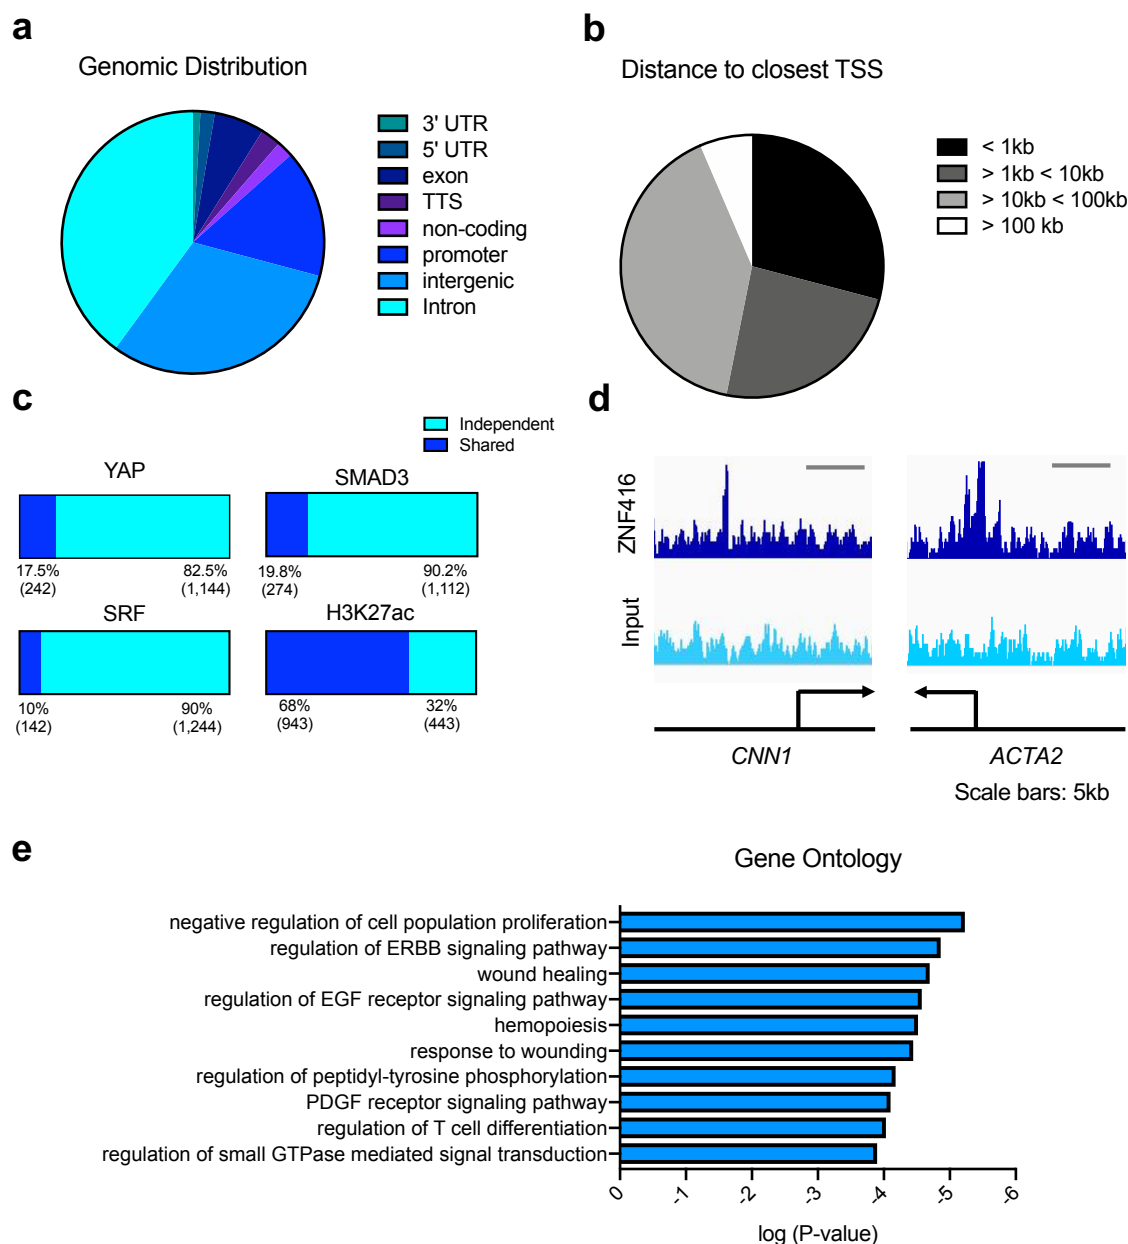 a
Genomic Distribution
3' UTR
5' UTR
exon
TTS
non-coding
promoter
intergenic
Intron
b
Distance to closest TSS
< 1kb
> 1kb < 10kb
> 10kb < 100kb
> 100 kb
c
Independent
Shared
YAP
17.5%
(242)
82.5%
(1,144)
SMAD3
19.8%
(274)
90.2%
(1,112)
SRF
10%
(142)
90%
(1,244)
H3K27ac
68%
(943)
32%
(443)
d
ZNF416
Input
CNN1
ACTA2
Scale bars: 5kb
e
Gene Ontology
negative regulation of cell population proliferation
regulation of ERBB signaling pathway
wound healing
regulation of EGF receptor signaling pathway
hemopoiesis
response to wounding
regulation of peptidyl-tyrosine phosphorylation
PDGF receptor signaling pathway
regulation of T cell differentiation
regulation of small GTPase mediated signal transduction
0 -1 -2 -3 -4 -5 -6
log (P-value)